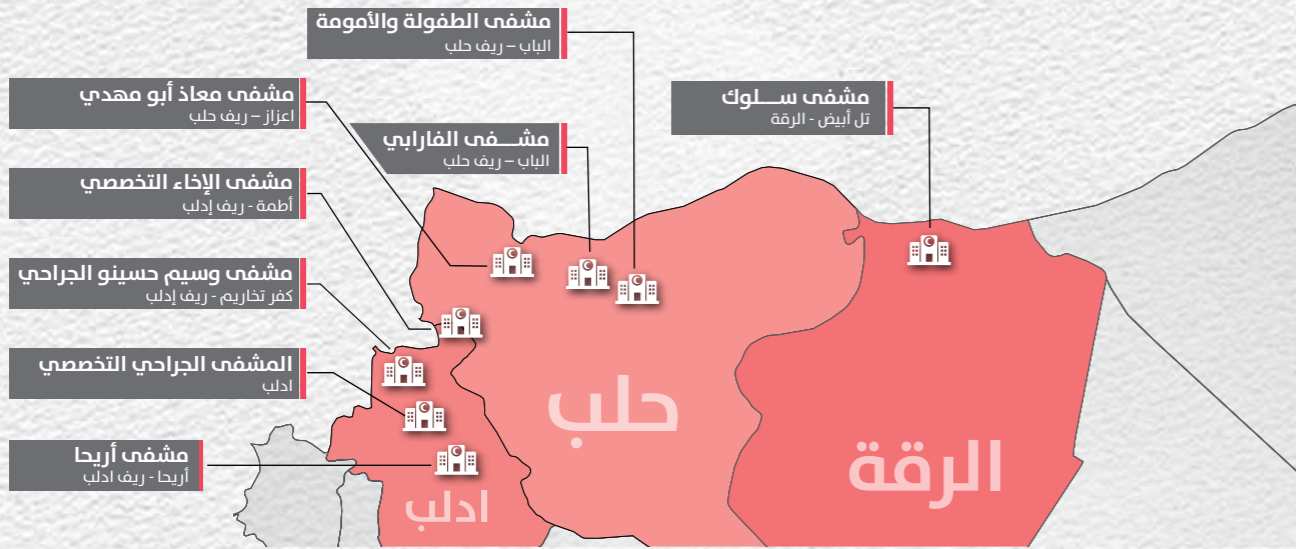 مشفى الطفولة والأمومة
الباب – ريف حلب
مشفى معاذ أبو مهدي
اعزاز – ريف حلب
مشفى ســلوك
تل أبيض - الرقة
مشــفى الفارابي
الباب – ريف حلب
مشفى الإخاء التخصصي
أطمة - ريف إدلب
مشفى وسيم حسينو الجراحي
كفر تخاريم - ريف إدلب
المشفى الجراحي التخصصي
ادلب
مشفى أريحا
أريحا - ريف ادلب
حلب
الرقة
ادلب